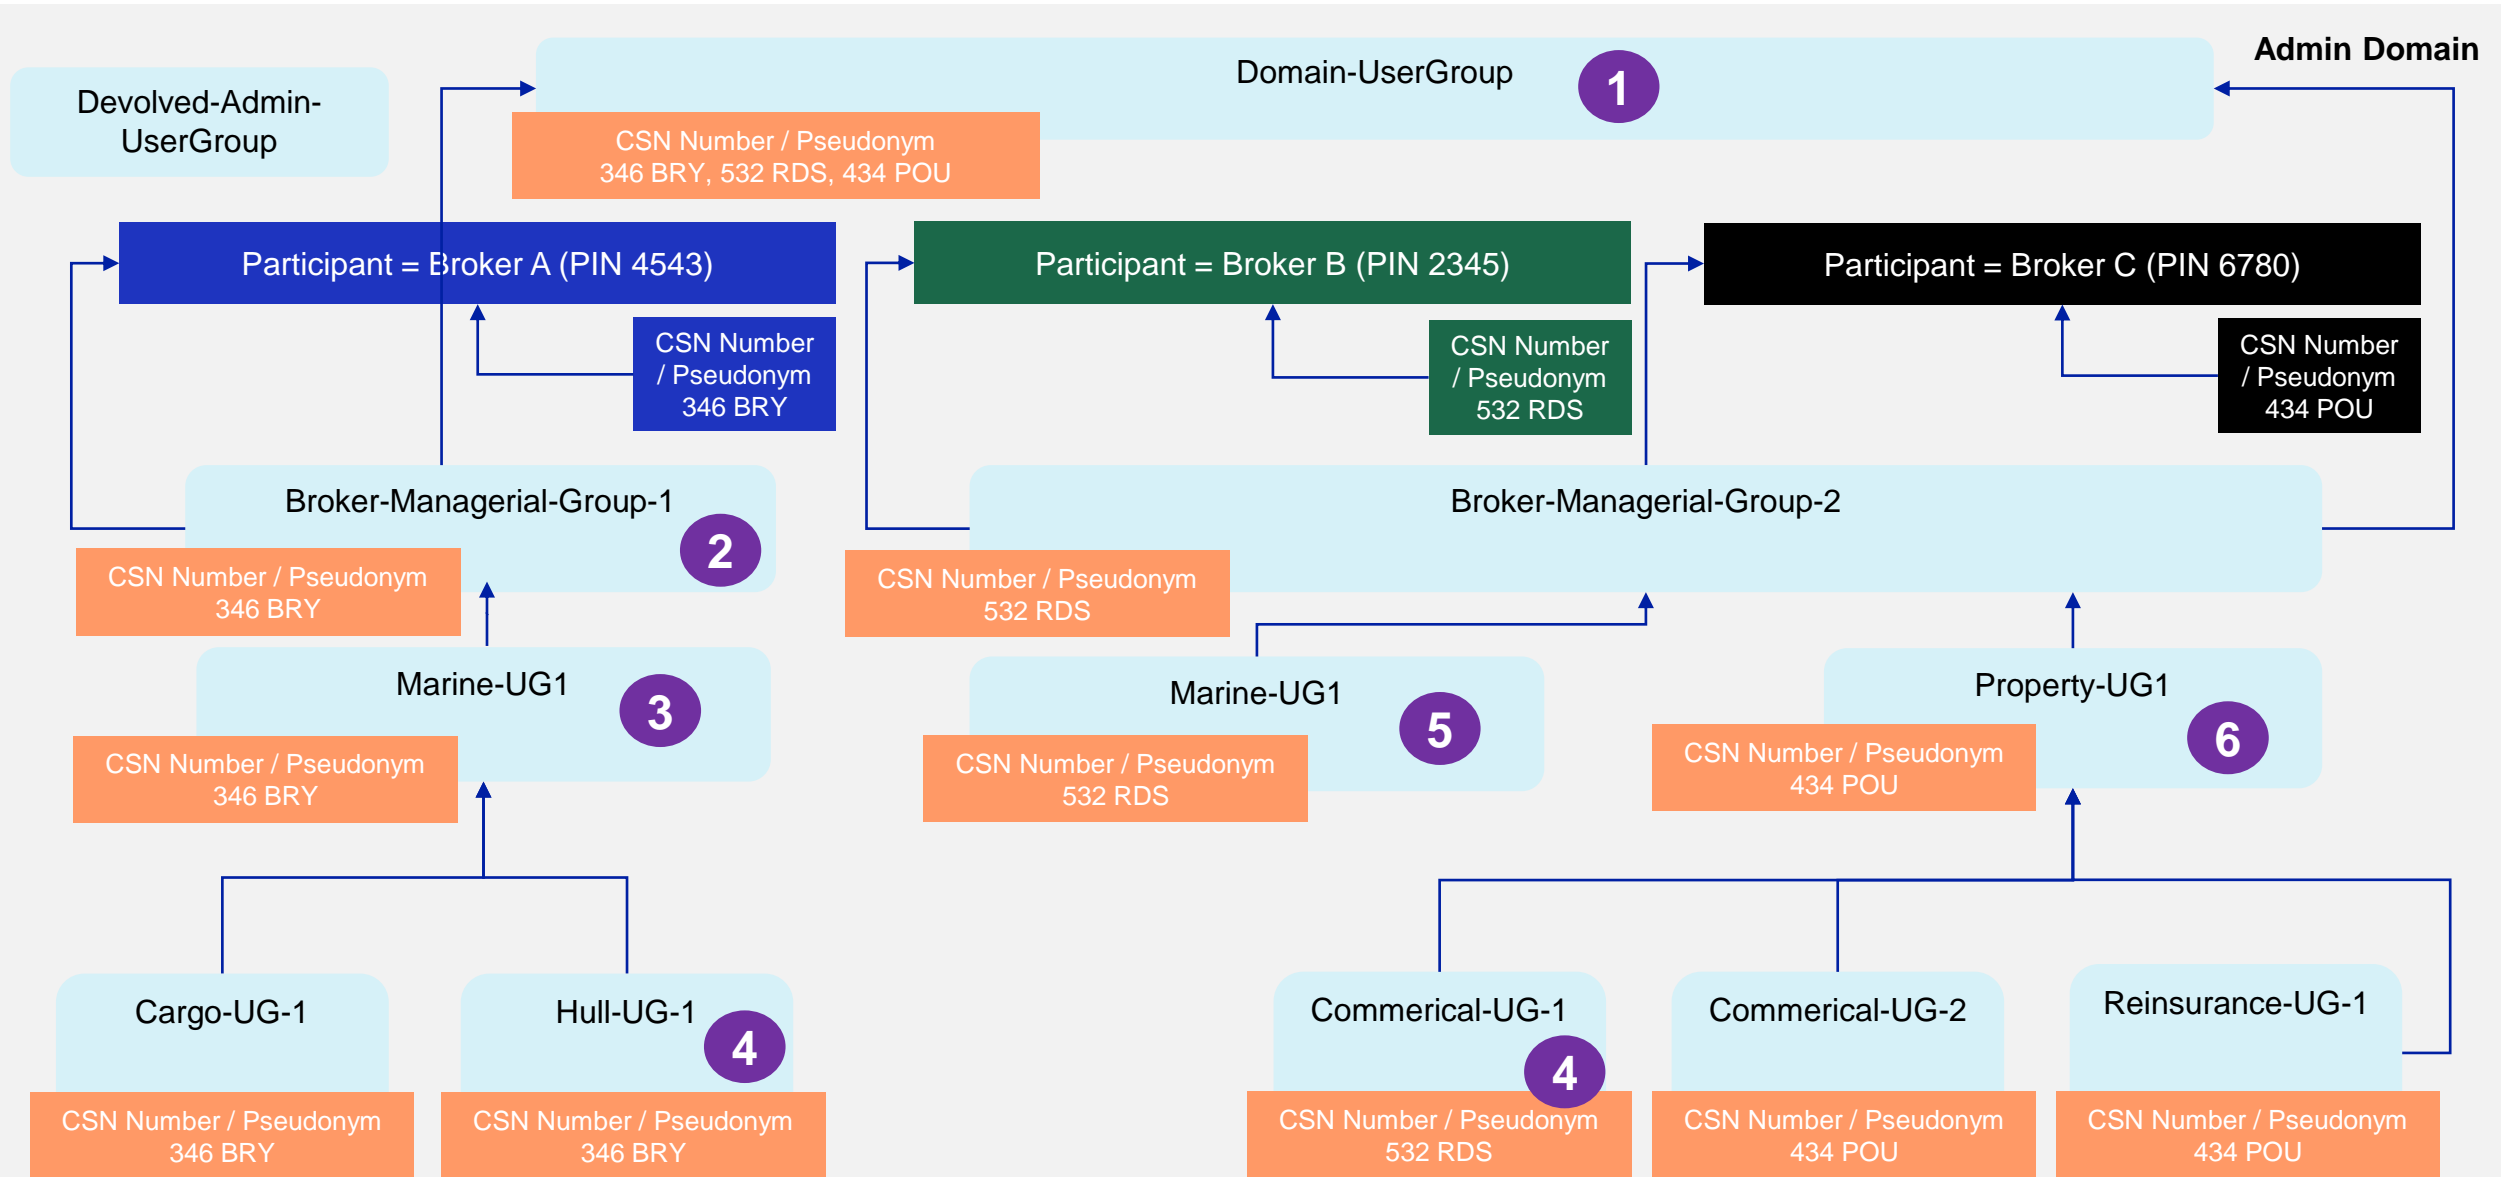 Admin Domain
Domain-UserGroup
1
Devolved-Admin-
UserGroup
CSN Number / Pseudonym
346 BRY, 532 RDS, 434 POU
Participant = Broker A (PIN 4543)
Participant = Broker B (PIN 2345)
Participant = Broker C (PIN 6780)
CSN Number
/ Pseudonym
346 BRY
CSN Number
/ Pseudonym
532 RDS
CSN Number
/ Pseudonym
434 POU
Broker-Managerial-Group-1
2
CSN Number / Pseudonym
346 BRY
Broker-Managerial-Group-2
CSN Number / Pseudonym
532 RDS
Marine-UG1
3
CSN Number / Pseudonym
346 BRY
Marine-UG1
5
CSN Number / Pseudonym
532 RDS
Property-UG1
6
CSN Number / Pseudonym
434 POU
Cargo-UG-1
CSN Number / Pseudonym
346 BRY
Hull-UG-1
4
CSN Number / Pseudonym
346 BRY
Commerical-UG-1
4
CSN Number / Pseudonym
532 RDS
Commerical-UG-2
CSN Number / Pseudonym
434 POU
Reinsurance-UG-1
CSN Number / Pseudonym
434 POU